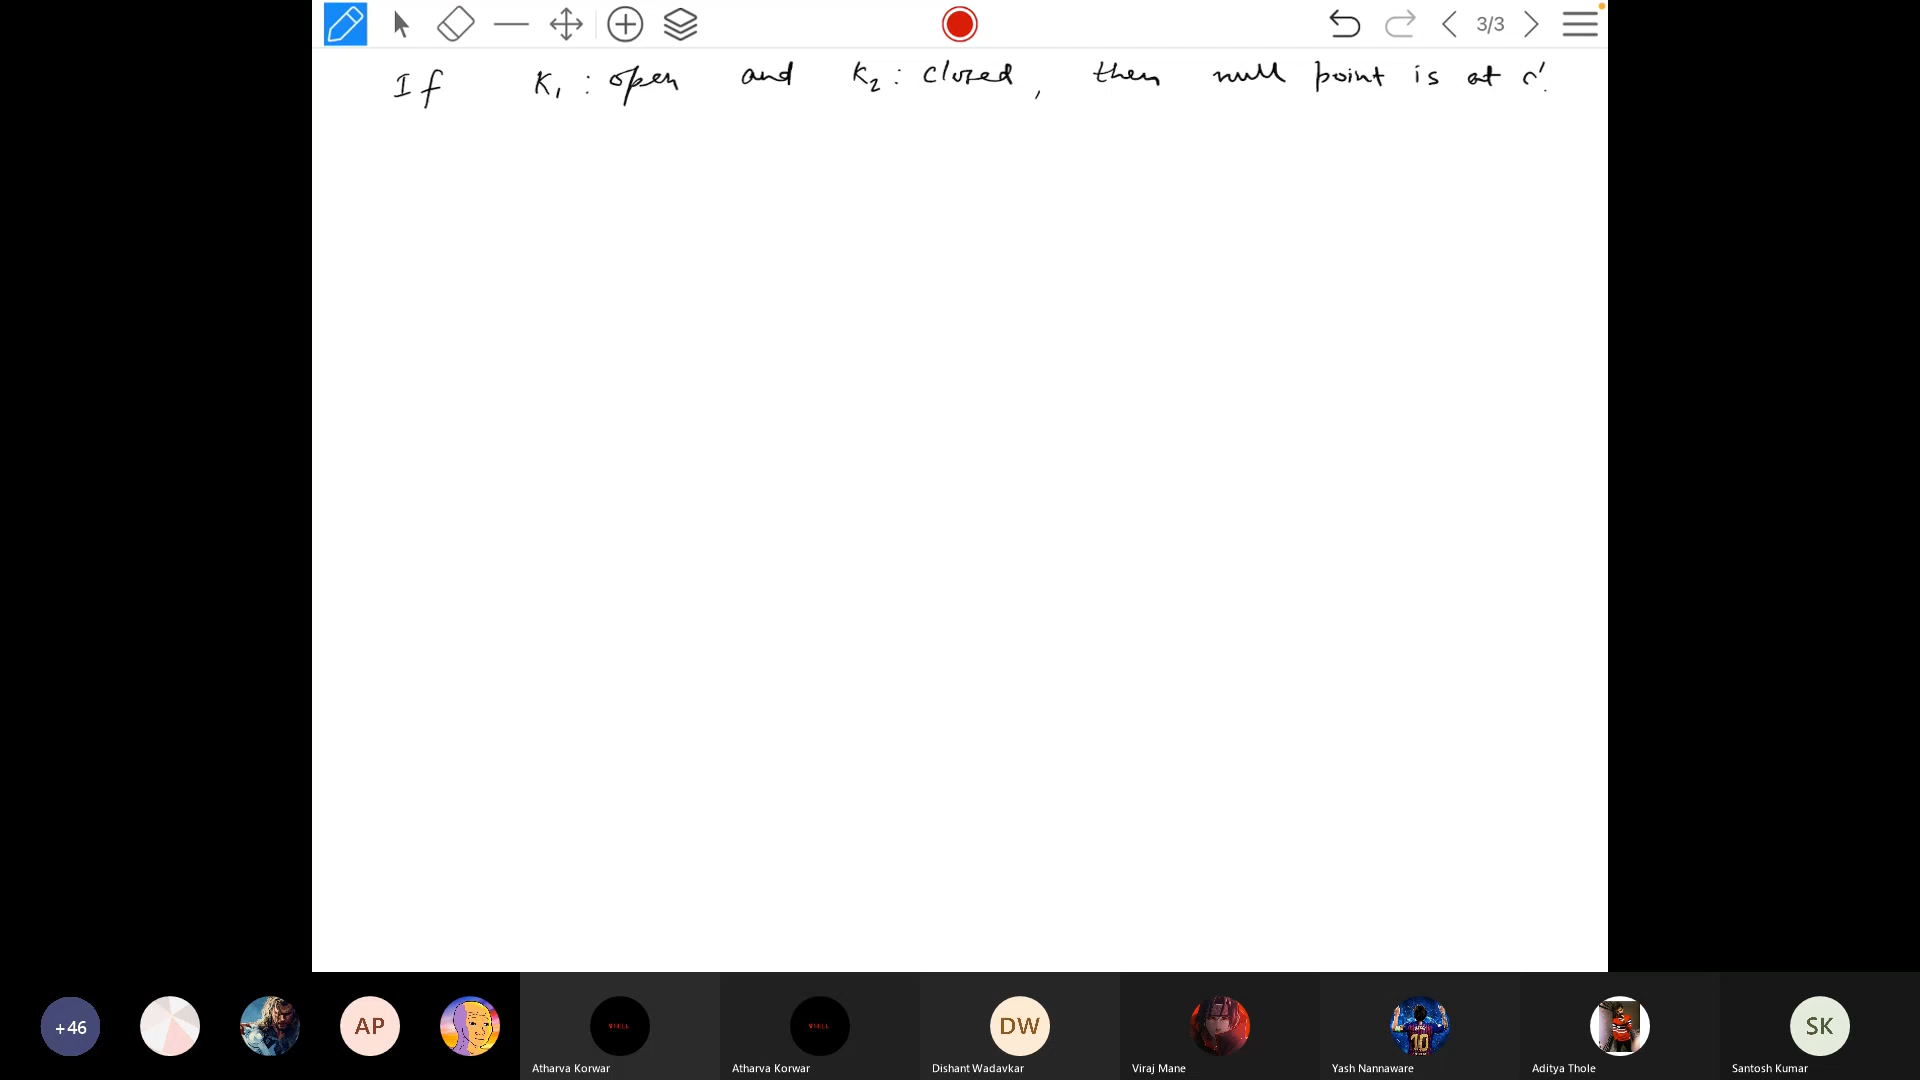 3/3
If K₁ : open and K₂ : closed, then null point is at c'.
+46
AP
DW
10
SK
Atharva Korwar
Atharva Korwar
Dishant Wadavkar
Viraj Mane
Yash Nannaware
Aditya Thole
Santosh Kumar